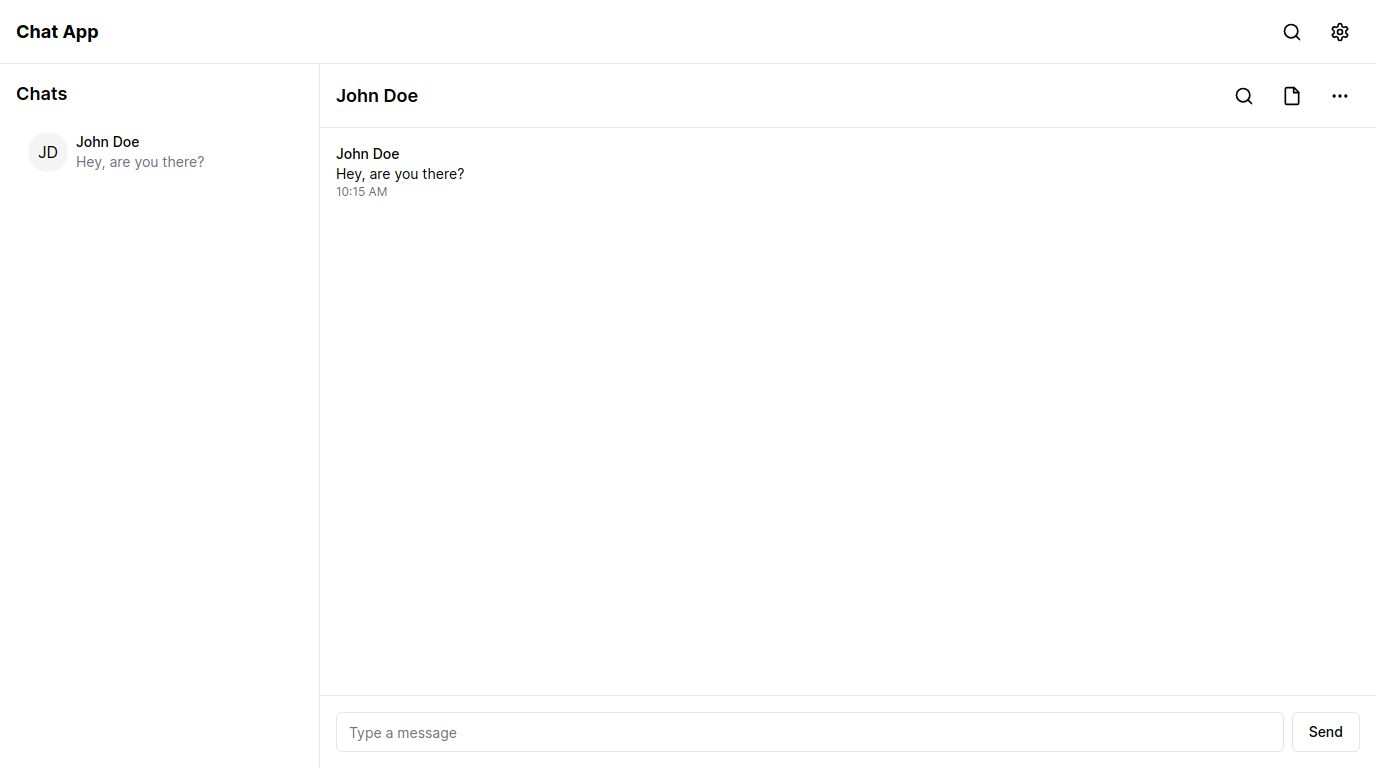 Chat App
Chats
JD
John Doe
Hey, are you there?
John Doe
John Doe
Hey, are you there?
10:15 AM
Type a message
Send